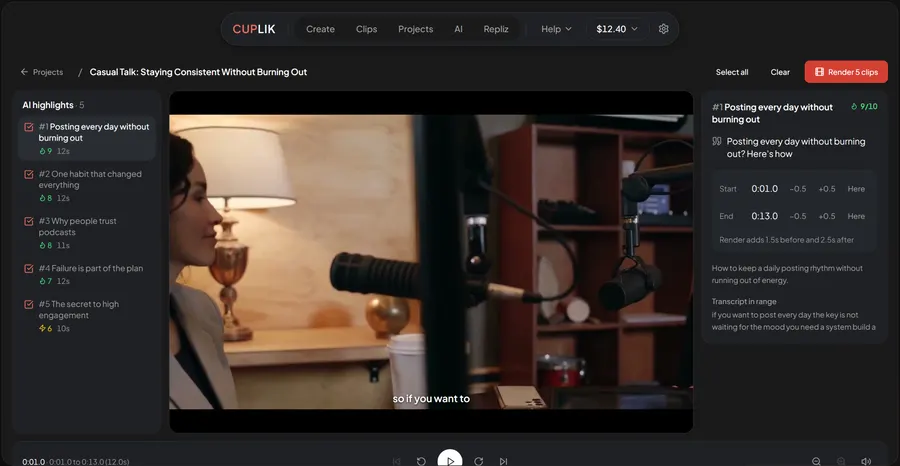 CUPLIK
Create
Clips
Projects
AI
Repliz
Help
$12.40
Projects
/
Casual Talk: Staying Consistent Without Burning Out
Select all
Clear
Render 5 clips
AI highlights · 5
#1 Posting every day without
burning out
9 12s
#2 One habit that changed
everything
8 12s
#3 Why people trust
podcasts
8 11s
#4 Failure is part of the plan
7 12s
#5 The secret to high
engagement
6 10s
so if you want to
#1 Posting every day without
burning out
9/10
Posting every day without burning
out? Here's how
Start 0:01.0 −0.5 +0.5 Here
End 0:13.0 −0.5 +0.5 Here
Render adds 1.5s before and 2.5s after
How to keep a daily posting rhythm without
running out of energy.
Transcript in range
if you want to post every day the key is not
waiting for the mood you need a system build a
0:01.0 · 0:01.0 to 0:13.0 (12.0s)